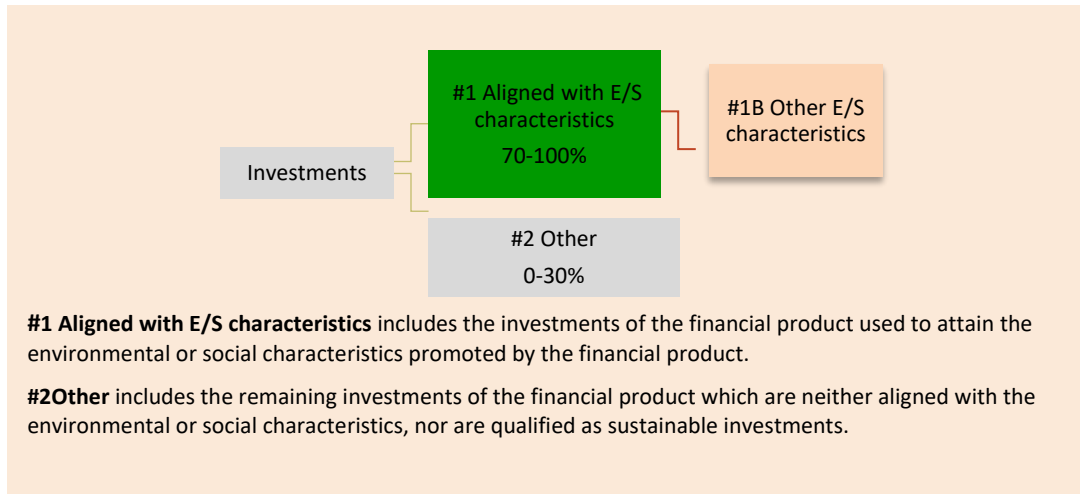 #1 Aligned with E/S
characteristics
70-100%
#1B Other E/S
characteristics
Investments
#2 Other
0-30%
#1 Aligned with E/S characteristics includes the investments of the financial product used to attain the
environmental or social characteristics promoted by the financial product.
#2Other includes the remaining investments of the financial product which are neither aligned with the
environmental or social characteristics, nor are qualified as sustainable investments.